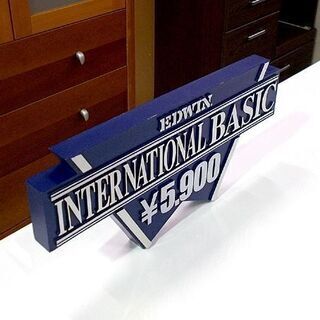 EDWIN
INTERNATIONAL BASIC
¥5,900